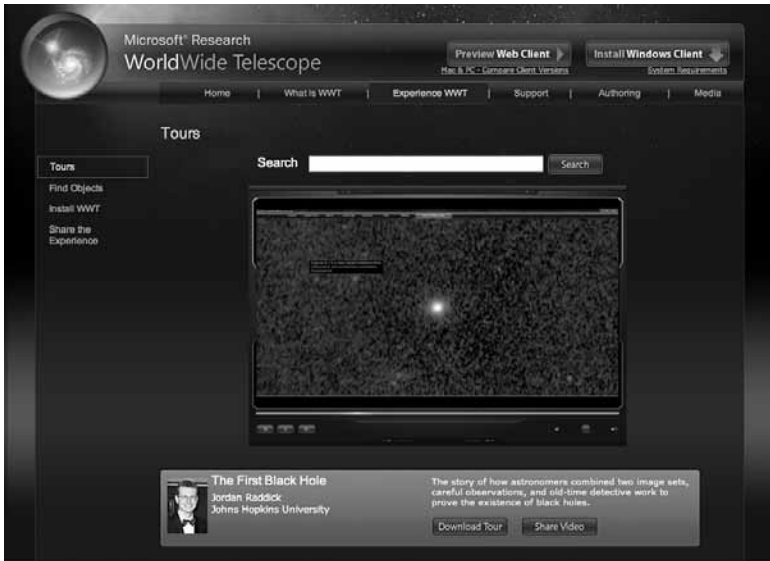 Microsoft® Research
WorldWide Telescope
Preview Web Client
Mac & PC - Compare Client Versions
Install Windows Client
System Requirements
Home | What Is WWT | Experience WWT | Support | Authoring | Media
Tours
Search
Search
Tours
Find Objects
Install WWT
Share the
Experience
The First Black Hole
Jordan Raddick
Johns Hopkins University
The story of how astronomers combined two image sets,
careful observations, and old-time detective work to
prove the existence of black holes.
Download Tour
Share Video